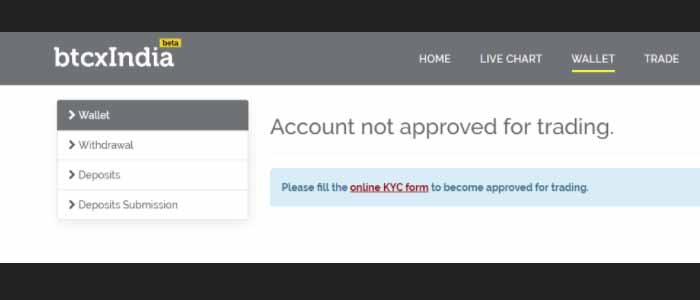 beta
btcxIndia
HOME LIVE CHART WALLET TRADE
Wallet
Withdrawal
Deposits
Deposits Submission
Account not approved for trading.
Please fill the online KYC form to become approved for trading.